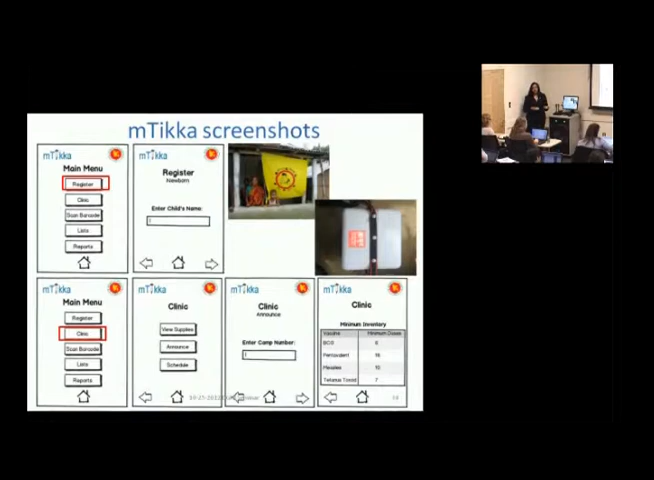 mTikka screenshots
mTikka
Main Menu
Register
Clinic
Scan Barcode
Lists
Reports
mTikka
Register
Newborn
Enter Child's Name:
mTikka
Main Menu
Register
Clinic
Scan Barcode
Lists
Reports
mTikka
Clinic
View Supplies
Announce
Schedule
mTikka
Clinic
Announce
Enter Camp Number:
mTikka
Clinic
Minimum Inventory
Vaccine Minimum Doses
BCG
Pentavalent
Measles 10
Tetanus Toxoid 7